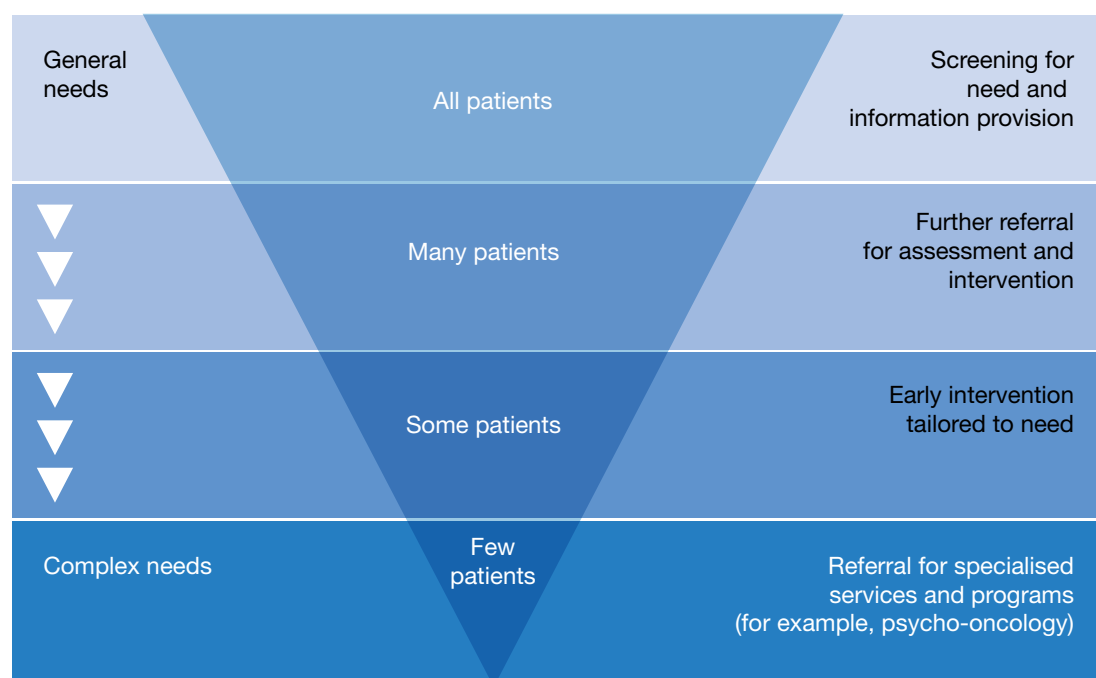 General
needs
All patients
Screening for
need and
information provision
Many patients
Further referral
for assessment and
intervention
Some patients
Early intervention
tailored to need
Complex needs
Few
patients
Referral for specialised
services and programs
(for example, psycho-oncology)